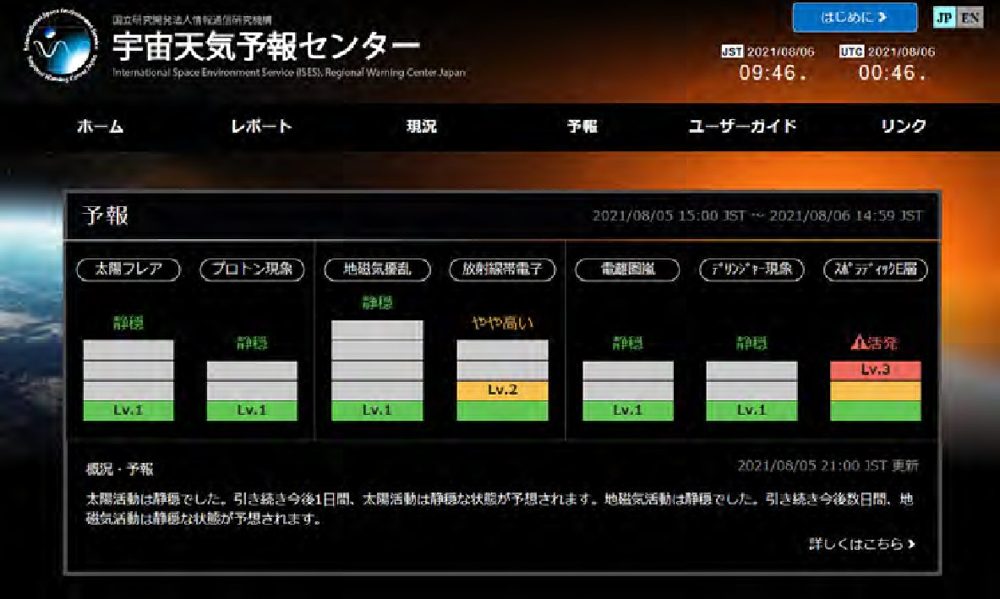 国立研究開発法人情報通信研究機構
宇宙天気予報センター
International Space Environment Service (ISES), Regional Warning Center Japan
はじめに
JP EN
JST 2021/08/06 UTC 2021/08/06
09:46. 00:46.
ホーム レポート 現況 予報 ユーザーガイド リンク
予報 2021/08/05 15:00 JST ～ 2021/08/06 14:59 JST
太陽フレア プロトン現象 地磁気擾乱 放射線帯電子 電離圏嵐 ﾃﾞﾘﾝｼﾞｬｰ現象 ｽﾎﾟﾗﾃﾞｨｯｸE層
静穏 静穏 静穏 やや高い 静穏 静穏 活発
Lv.1 Lv.1 Lv.1 Lv.2 Lv.1 Lv.1 Lv.3
概況・予報 2021/08/05 21:00 JST 更新
太陽活動は静穏でした。引き続き今後1日間、太陽活動は静穏な状態が予想されます。地磁気活動は静穏でした。引き続き今後数日間、地
磁気活動は静穏な状態が予想されます。
詳しくはこちら